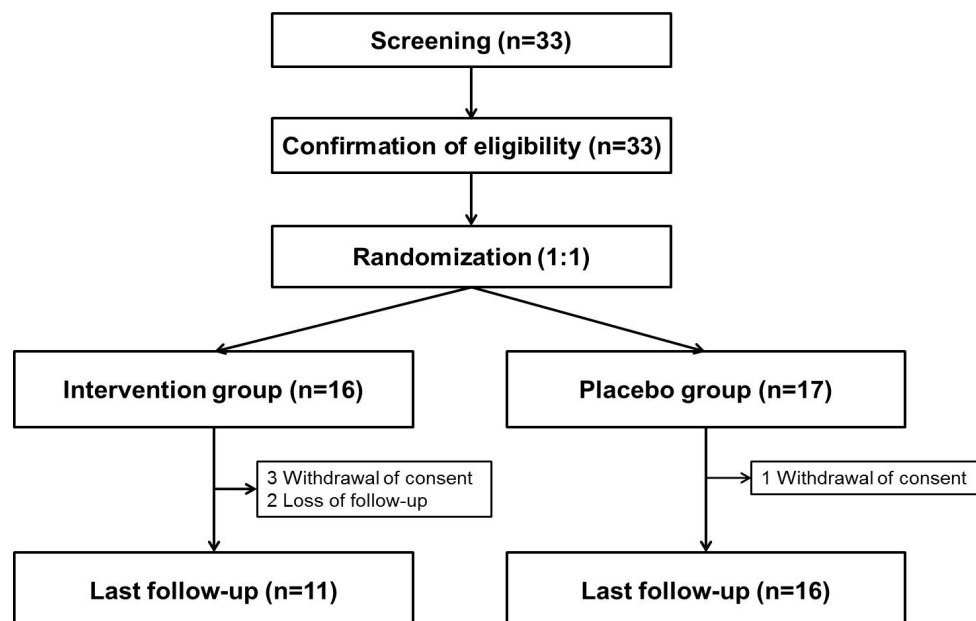 Screening (n=33)
Confirmation of eligibility (n=33)
Randomization (1:1)
Intervention group (n=16)
Placebo group (n=17)
3 Withdrawal of consent
2 Loss of follow-up
1 Withdrawal of consent
Last follow-up (n=11)
Last follow-up (n=16)